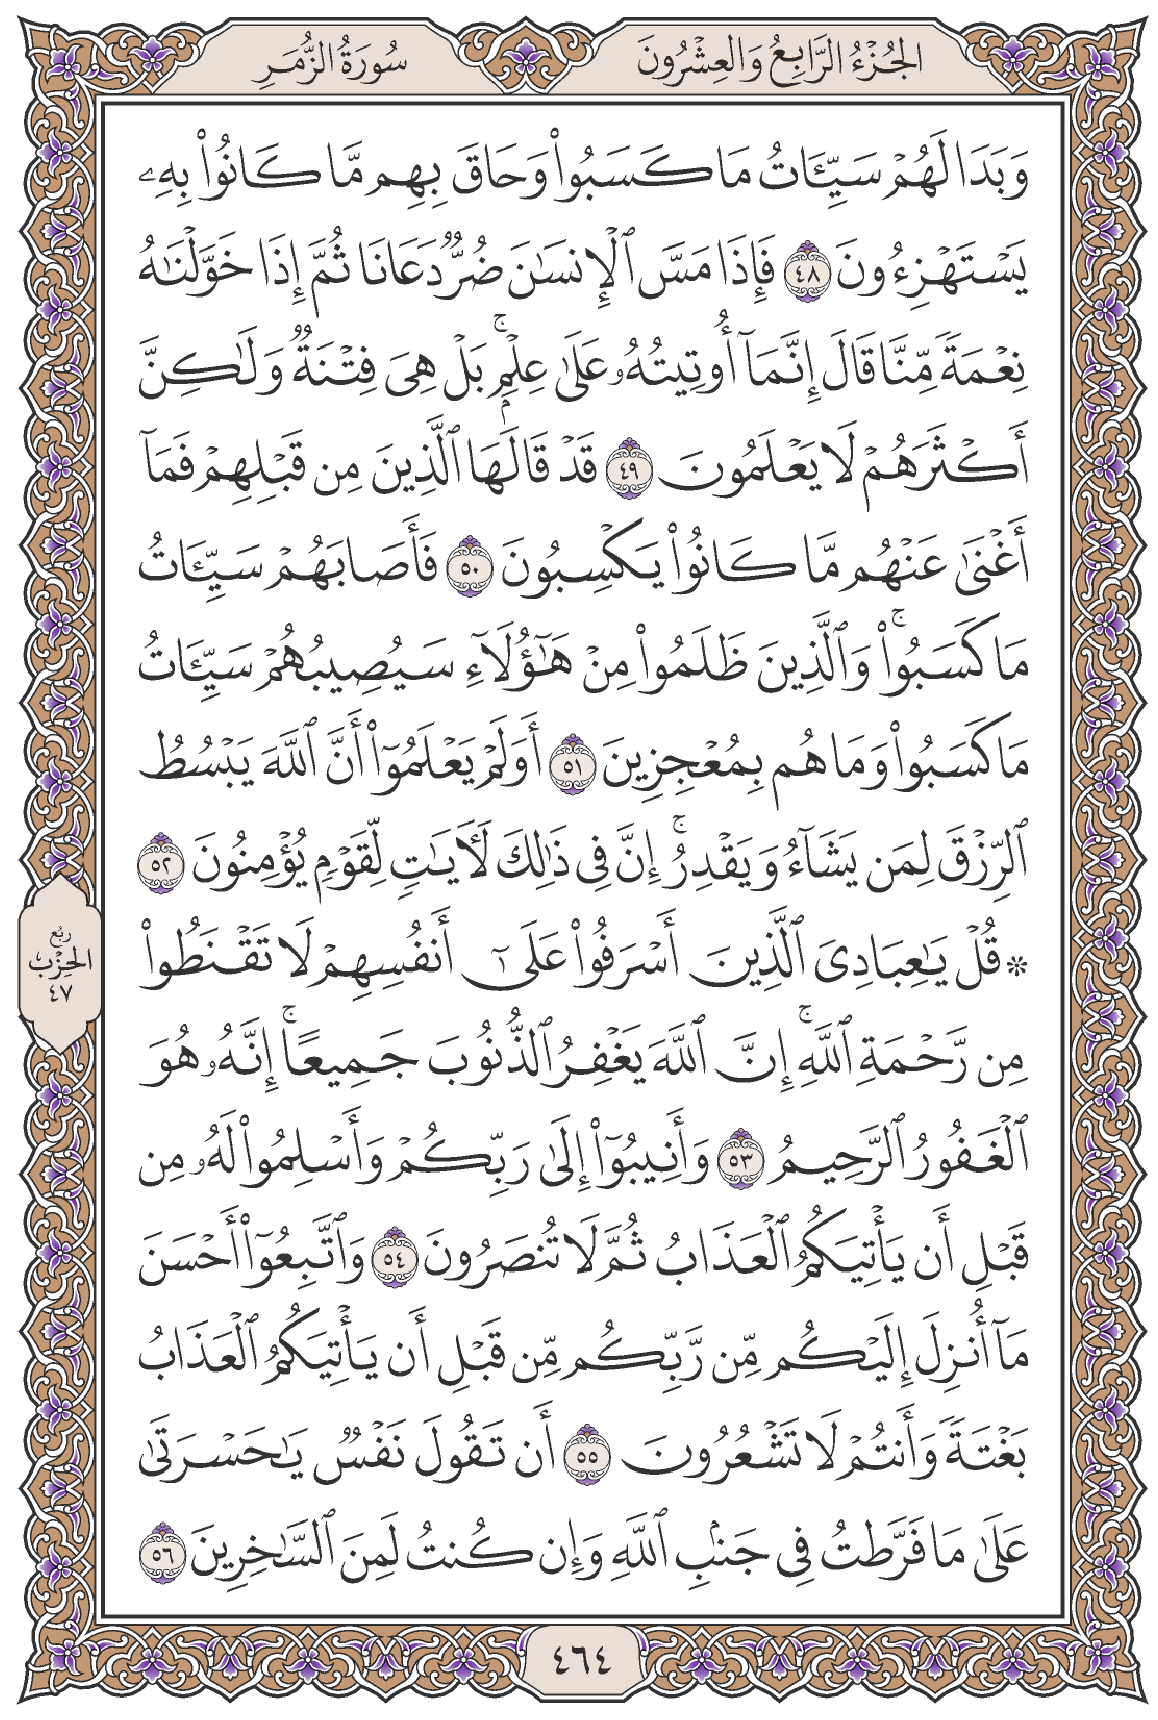 الجُزْءُ الرَّابِعُ وَالعِشْرُونَ
سُورَةُ الزُّمَرِ
وَبَدَا لَهُمْ سَيِّـَٔاتُ مَا كَسَبُوا۟ وَحَاقَ بِهِم مَّا كَانُوا۟ بِهِۦ
يَسْتَهْزِءُونَ ٤٨ فَإِذَا مَسَّ ٱلْإِنسَـٰنَ ضُرٌّ دَعَانَا ثُمَّ إِذَا خَوَّلْنَـٰهُ
نِعْمَةً مِّنَّا قَالَ إِنَّمَآ أُوتِيتُهُۥ عَلَىٰ عِلْمٍۭ ۚ بَلْ هِىَ فِتْنَةٌ وَلَـٰكِنَّ
أَكْثَرَهُمْ لَا يَعْلَمُونَ ٤٩ قَدْ قَالَهَا ٱلَّذِينَ مِن قَبْلِهِمْ فَمَآ
أَغْنَىٰ عَنْهُم مَّا كَانُوا۟ يَكْسِبُونَ ٥٠ فَأَصَابَهُمْ سَيِّـَٔاتُ
مَا كَسَبُوا۟ ۚ وَٱلَّذِينَ ظَلَمُوا۟ مِنْ هَـٰٓؤُلَآءِ سَيُصِيبُهُمْ سَيِّـَٔاتُ
مَا كَسَبُوا۟ وَمَا هُم بِمُعْجِزِينَ ٥١ أَوَلَمْ يَعْلَمُوٓا۟ أَنَّ ٱللَّهَ يَبْسُطُ
ٱلرِّزْقَ لِمَن يَشَآءُ وَيَقْدِرُ ۚ إِنَّ فِى ذَٰلِكَ لَـَٔايَـٰتٍ لِّقَوْمٍ يُؤْمِنُونَ ٥٢
۞ قُلْ يَـٰعِبَادِىَ ٱلَّذِينَ أَسْرَفُوا۟ عَلَىٰٓ أَنفُسِهِمْ لَا تَقْنَطُوا۟
مِن رَّحْمَةِ ٱللَّهِ ۚ إِنَّ ٱللَّهَ يَغْفِرُ ٱلذُّنُوبَ جَمِيعًا ۚ إِنَّهُۥ هُوَ
ٱلْغَفُورُ ٱلرَّحِيمُ ٥٣ وَأَنِيبُوٓا۟ إِلَىٰ رَبِّكُمْ وَأَسْلِمُوا۟ لَهُۥ مِن
قَبْلِ أَن يَأْتِيَكُمُ ٱلْعَذَابُ ثُمَّ لَا تُنصَرُونَ ٥٤ وَٱتَّبِعُوٓا۟ أَحْسَنَ
مَآ أُنزِلَ إِلَيْكُم مِّن رَّبِّكُم مِّن قَبْلِ أَن يَأْتِيَكُمُ ٱلْعَذَابُ
بَغْتَةً وَأَنتُمْ لَا تَشْعُرُونَ ٥٥ أَن تَقُولَ نَفْسٌ يَـٰحَسْرَتَىٰ
عَلَىٰ مَا فَرَّطتُ فِى جَنۢبِ ٱللَّهِ وَإِن كُنتُ لَمِنَ ٱلسَّـٰخِرِينَ ٥٦
ربع
الحزب
٤٧
٤٦٤